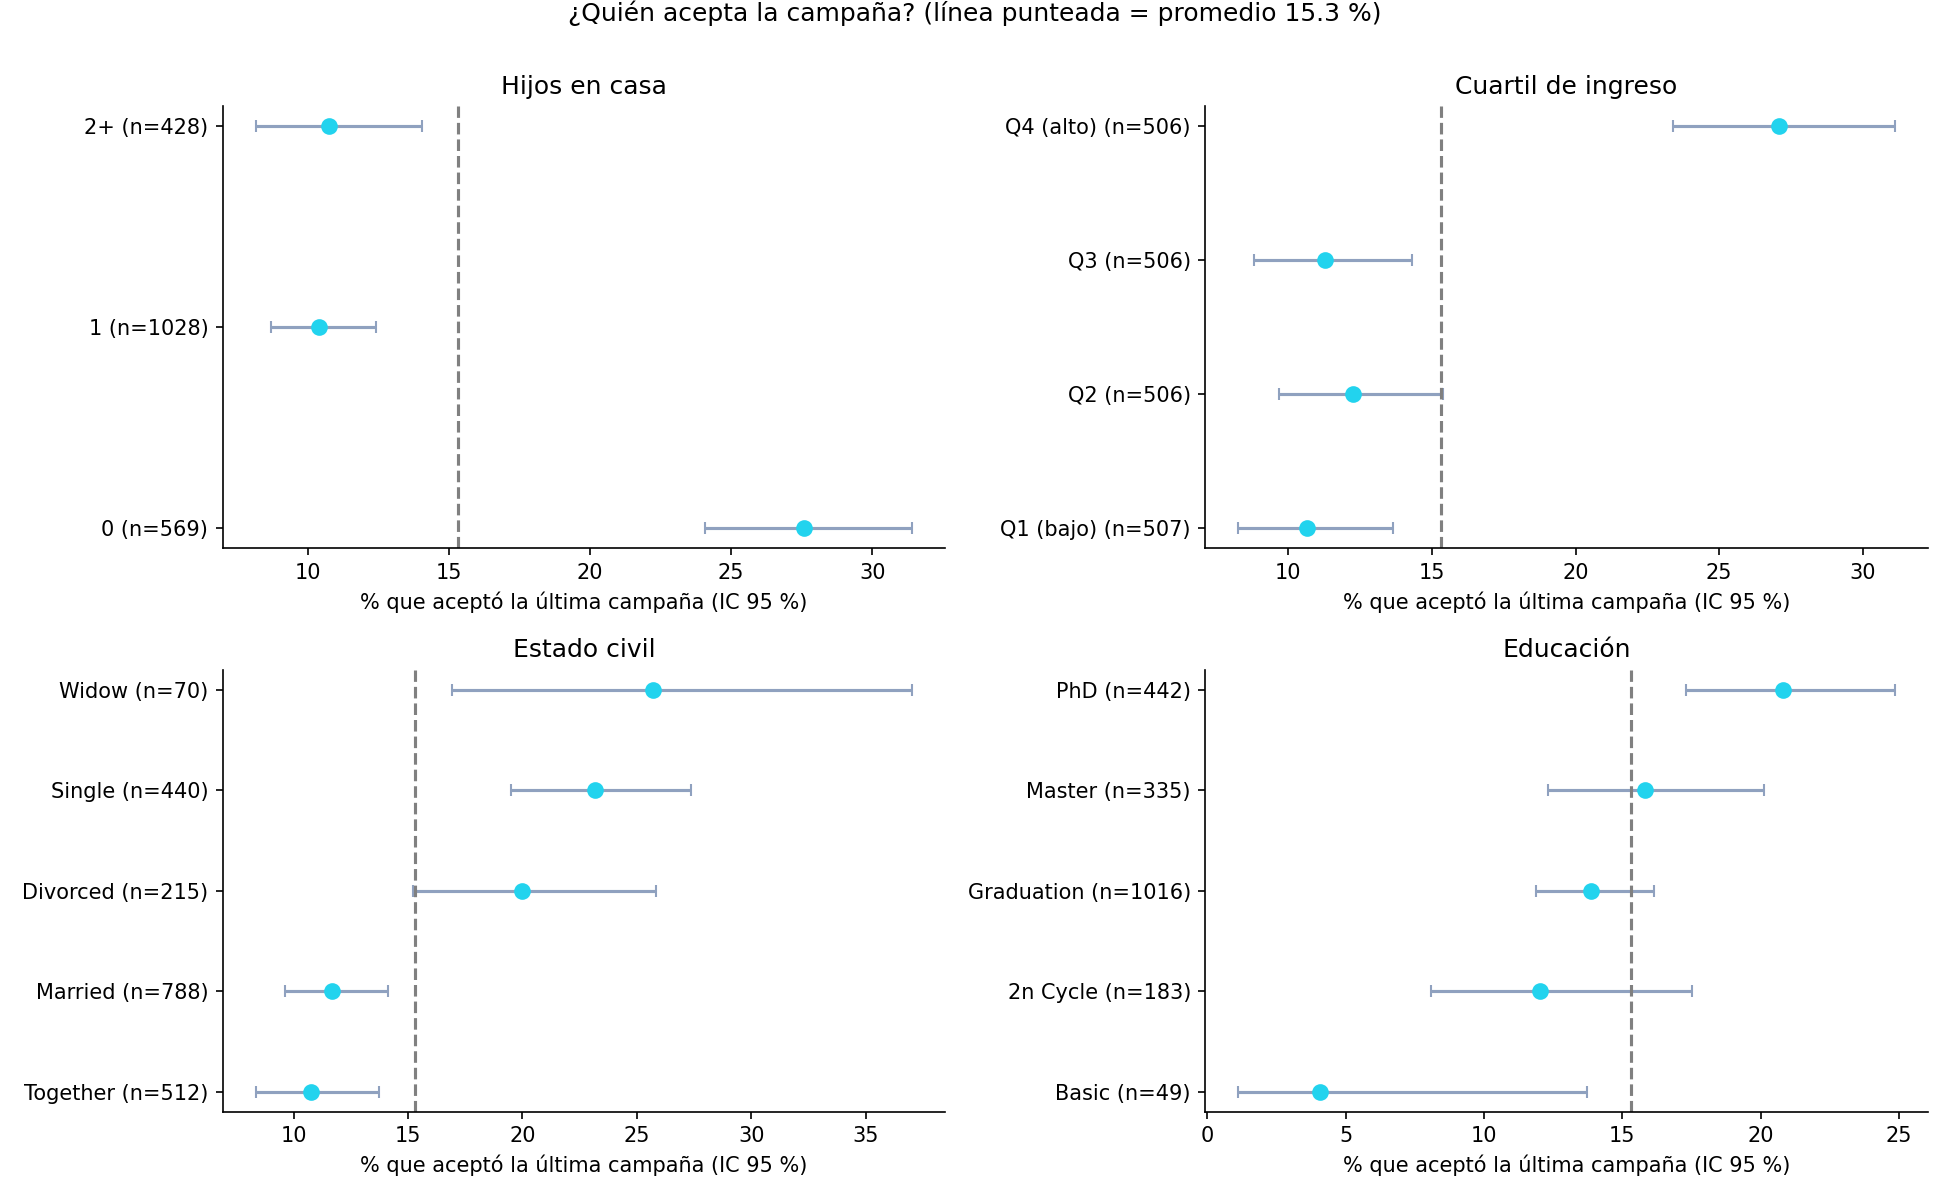 ¿Quién acepta la campaña? (línea punteada = promedio 15.3 %)
Hijos en casa
2+ (n=428)
1 (n=1028)
0 (n=569)
10 15 20 25 30
% que aceptó la última campaña (IC 95 %)
Cuartil de ingreso
Q4 (alto) (n=506)
Q3 (n=506)
Q2 (n=506)
Q1 (bajo) (n=507)
10 15 20 25 30
% que aceptó la última campaña (IC 95 %)
Estado civil
Widow (n=70)
Single (n=440)
Divorced (n=215)
Married (n=788)
Together (n=512)
10 15 20 25 30 35
% que aceptó la última campaña (IC 95 %)
Educación
PhD (n=442)
Master (n=335)
Graduation (n=1016)
2n Cycle (n=183)
Basic (n=49)
0 5 10 15 20 25
% que aceptó la última campaña (IC 95 %)